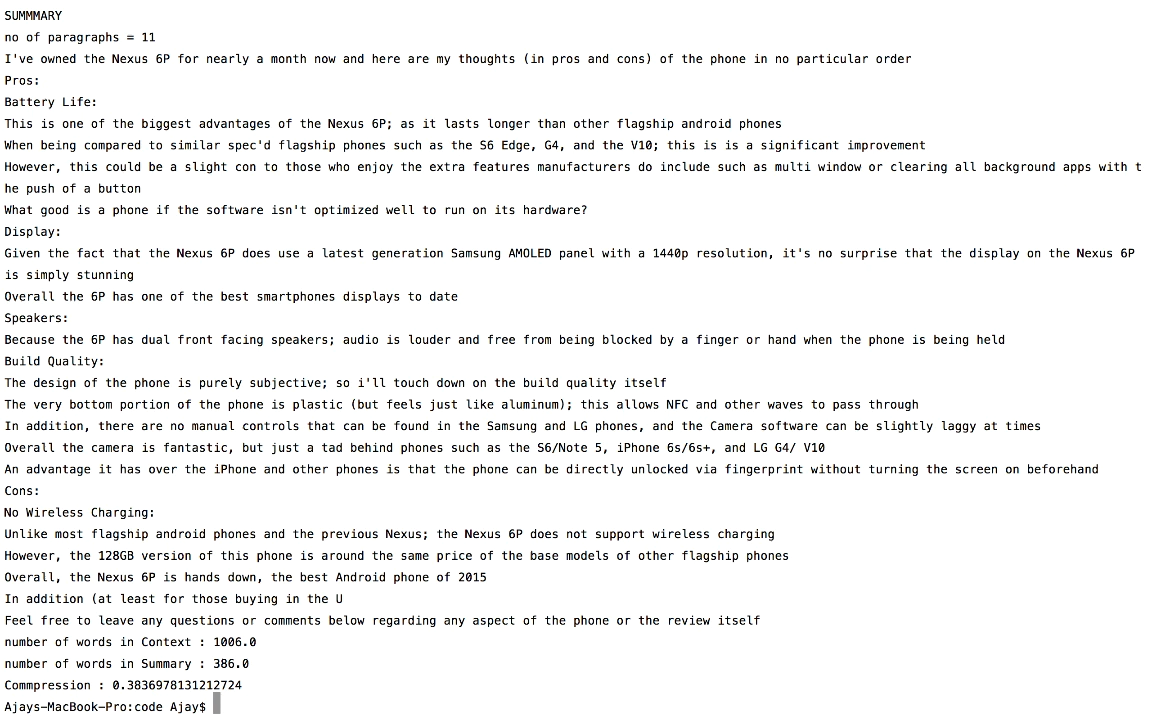 SUMMMARY
no of paragraphs = 11
I've owned the Nexus 6P for nearly a month now and here are my thoughts (in pros and cons) of the phone in no particular order
Pros:
Battery Life:
This is one of the biggest advantages of the Nexus 6P; as it lasts longer than other flagship android phones
When being compared to similar spec'd flagship phones such as the S6 Edge, G4, and the V10; this is is a significant improvement
However, this could be a slight con to those who enjoy the extra features manufacturers do include such as multi window or clearing all background apps with t
he push of a button
What good is a phone if the software isn't optimized well to run on its hardware?
Display:
Given the fact that the Nexus 6P does use a latest generation Samsung AMOLED panel with a 1440p resolution, it's no surprise that the display on the Nexus 6P
is simply stunning
Overall the 6P has one of the best smartphones displays to date
Speakers:
Because the 6P has dual front facing speakers; audio is louder and free from being blocked by a finger or hand when the phone is being held
Build Quality:
The design of the phone is purely subjective; so i'll touch down on the build quality itself
The very bottom portion of the phone is plastic (but feels just like aluminum); this allows NFC and other waves to pass through
In addition, there are no manual controls that can be found in the Samsung and LG phones, and the Camera software can be slightly laggy at times
Overall the camera is fantastic, but just a tad behind phones such as the S6/Note 5, iPhone 6s/6s+, and LG G4/ V10
An advantage it has over the iPhone and other phones is that the phone can be directly unlocked via fingerprint without turning the screen on beforehand
Cons:
No Wireless Charging:
Unlike most flagship android phones and the previous Nexus; the Nexus 6P does not support wireless charging
However, the 128GB version of this phone is around the same price of the base models of other flagship phones
Overall, the Nexus 6P is hands down, the best Android phone of 2015
In addition (at least for those buying in the U
Feel free to leave any questions or comments below regarding any aspect of the phone or the review itself
number of words in Context : 1006.0
number of words in Summary : 386.0
Commpression : 0.3836978131212724
Ajays-MacBook-Pro:code Ajay$